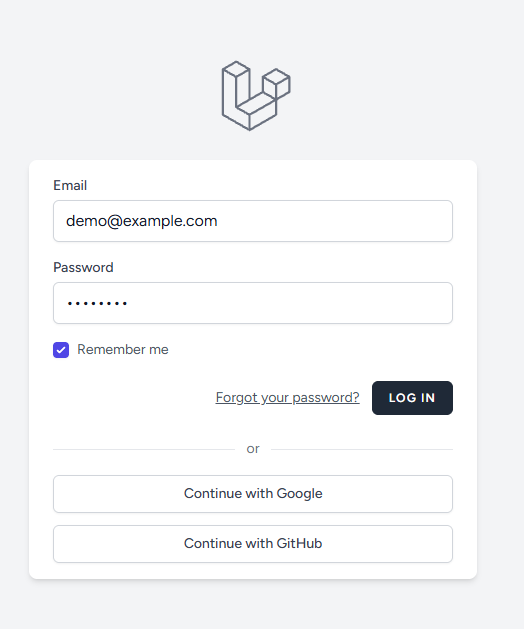 Email
demo@example.com
Password
••••••••
Remember me
Forgot your password? LOG IN
or
Continue with Google
Continue with GitHub